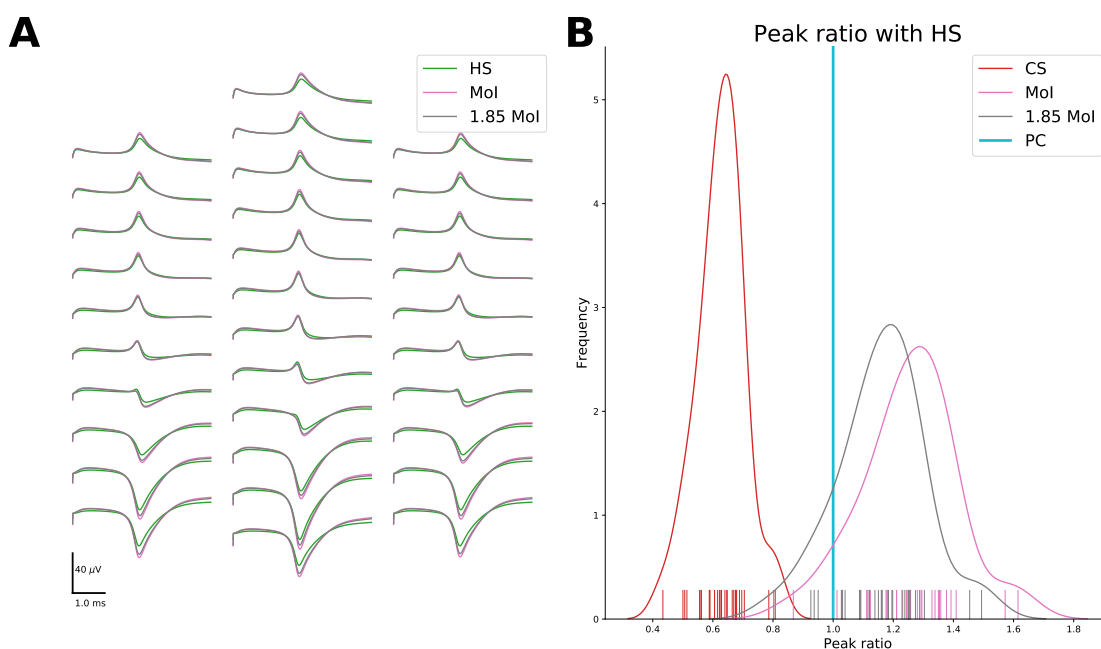 A
HS
MoI
1.85 MoI
40 μV
1.0 ms
B
Peak ratio with HS
CS
MoI
1.85 MoI
PC
Frequency
5
4
3
2
1
0
0.4 0.6 0.8 1.0 1.2 1.4 1.6 1.8
Peak ratio